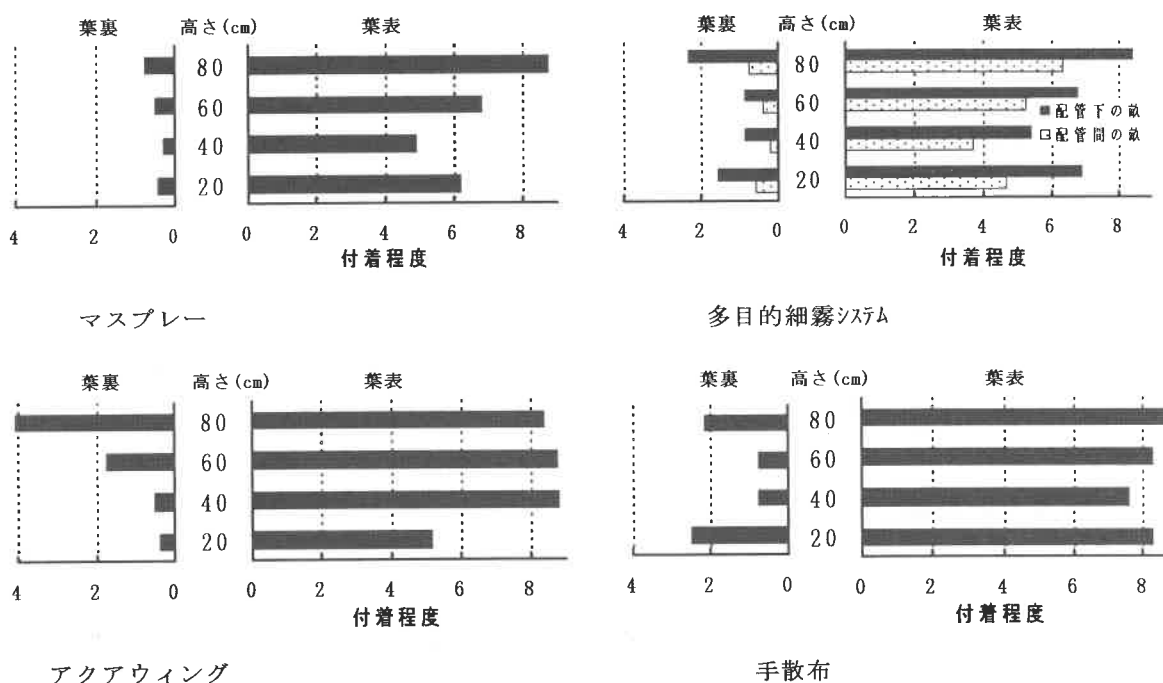 葉裏 高さ(cm) 葉表
80
60
40
20
4 2 0 0 2 4 6 8
付着程度
マスプレー
葉裏 高さ(cm) 葉表
80
60
40
20
■配管下の畝
配管間の畝
4 2 0 0 2 4 6 8
付着程度
多目的細霧システム
葉裏 高さ(cm) 葉表
80
60
40
20
4 2 0 0 2 4 6 8
付着程度
アクアウィング
葉裏 高さ(cm) 葉表
80
60
40
20
4 2 0 0 2 4 6 8
付着程度
手散布